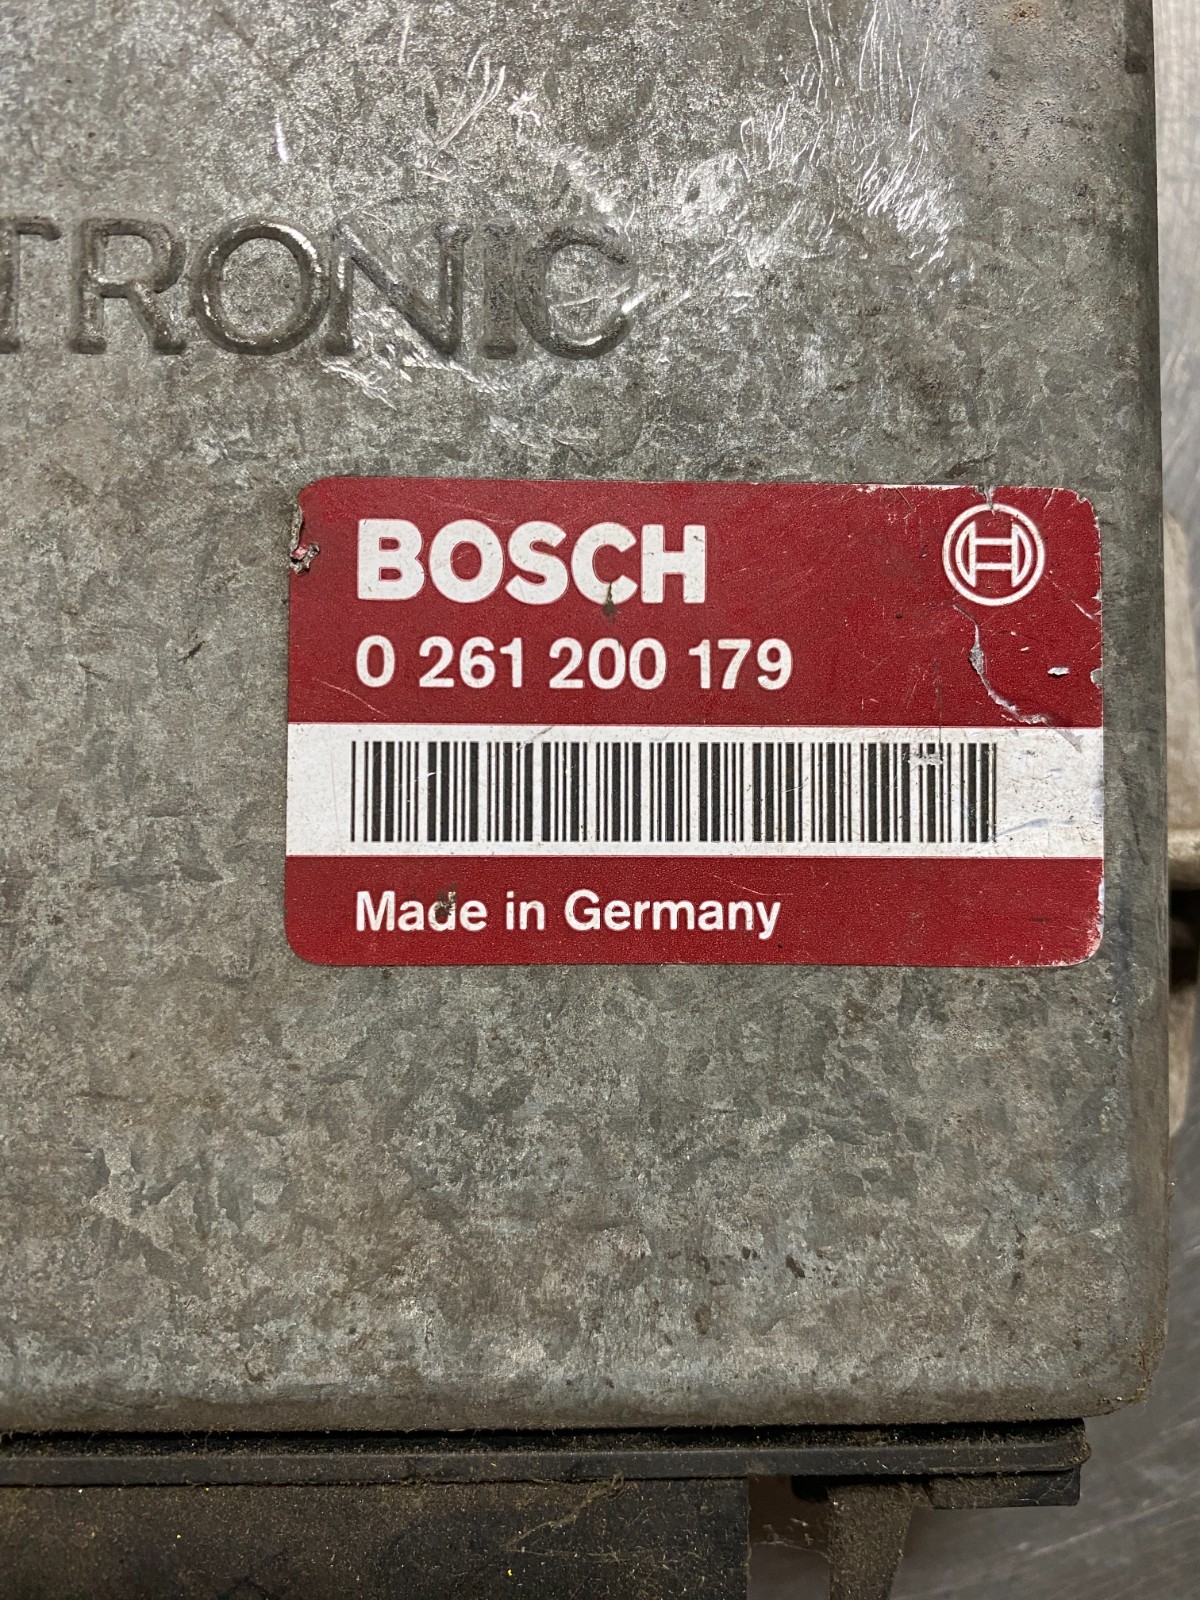 TRONIC
BOSCH
0 261 200 179
Made in Germany